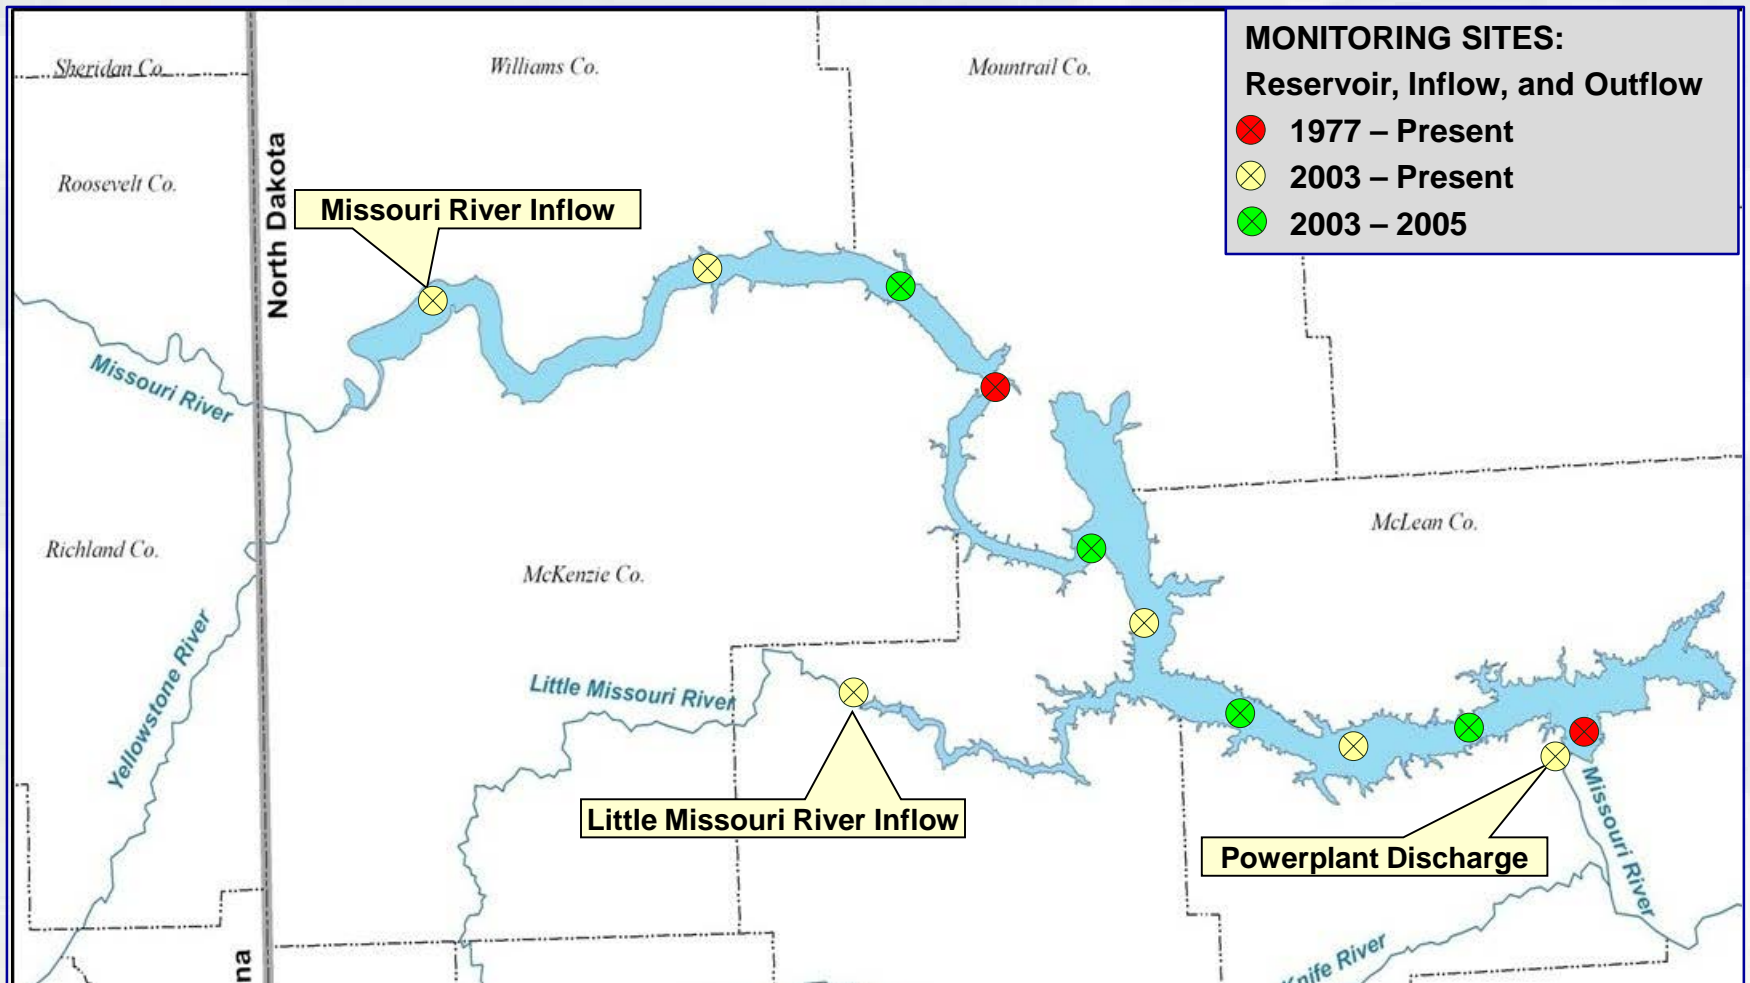 MONITORING SITES:
Reservoir, Inflow, and Outflow
1977 – Present
2003 – Present
2003 – 2005
Sheridan Co.
Williams Co.
Mountrail Co.
Roosevelt Co.
North Dakota
Missouri River Inflow
Missouri River
McLean Co.
Richland Co.
McKenzie Co.
Yellowstone River
Little Missouri River
Little Missouri River Inflow
Powerplant Discharge
Missouri River
Knife River
na